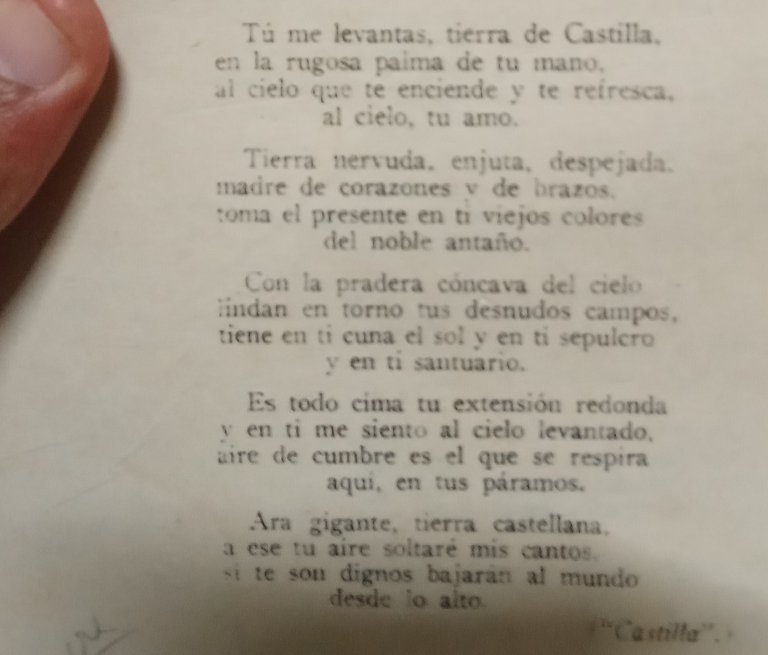 Tú me levantas, tierra de Castilla,
en la rugosa palma de tu mano,
al cielo que te enciende y te refresca,
al cielo, tu amo.
Tierra nervuda, enjuta, despejada,
madre de corazones y de brazos,
toma el presente en ti viejos colores
del noble antaño.
Con la pradera cóncava del cielo
lindan en torno tus desnudos campos,
tiene en ti cuna el sol y en ti sepulcro
y en ti santuario.
Es todo cima tu extensión redonda
y en ti me siento al cielo levantado,
aire de cumbre es el que se respira
aquí, en tus páramos.
Ara gigante, tierra castellana,
a ese tu aire soltaré mis cantos,
si te son dignos bajarán al mundo
desde lo alto.
("Castilla".)